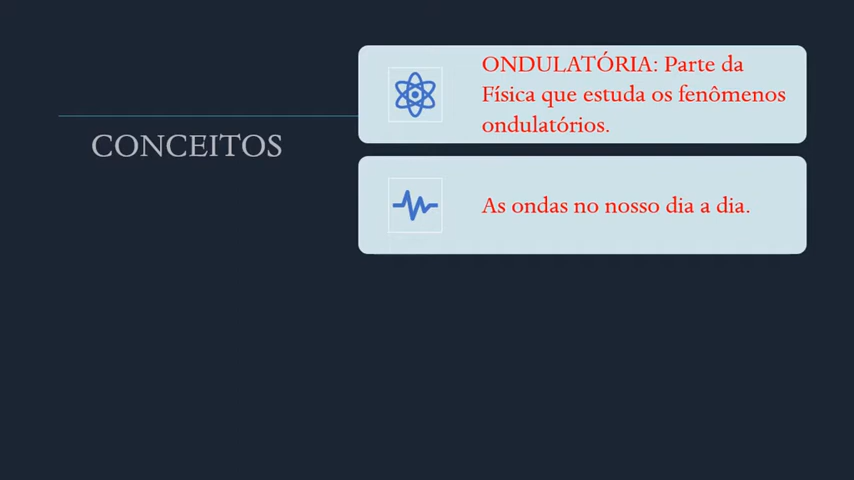 CONCEITOS
ONDULATÓRIA: Parte da
Física que estuda os fenômenos
ondulatórios.
As ondas no nosso dia a dia.